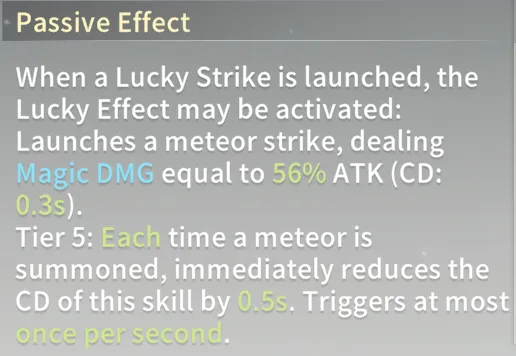 Passive Effect
When a Lucky Strike is launched, the
Lucky Effect may be activated:
Launches a meteor strike, dealing
Magic DMG equal to 56% ATK (CD:
0.3s).
Tier 5: Each time a meteor is
summoned, immediately reduces the
CD of this skill by 0.5s. Triggers at most
once per second.